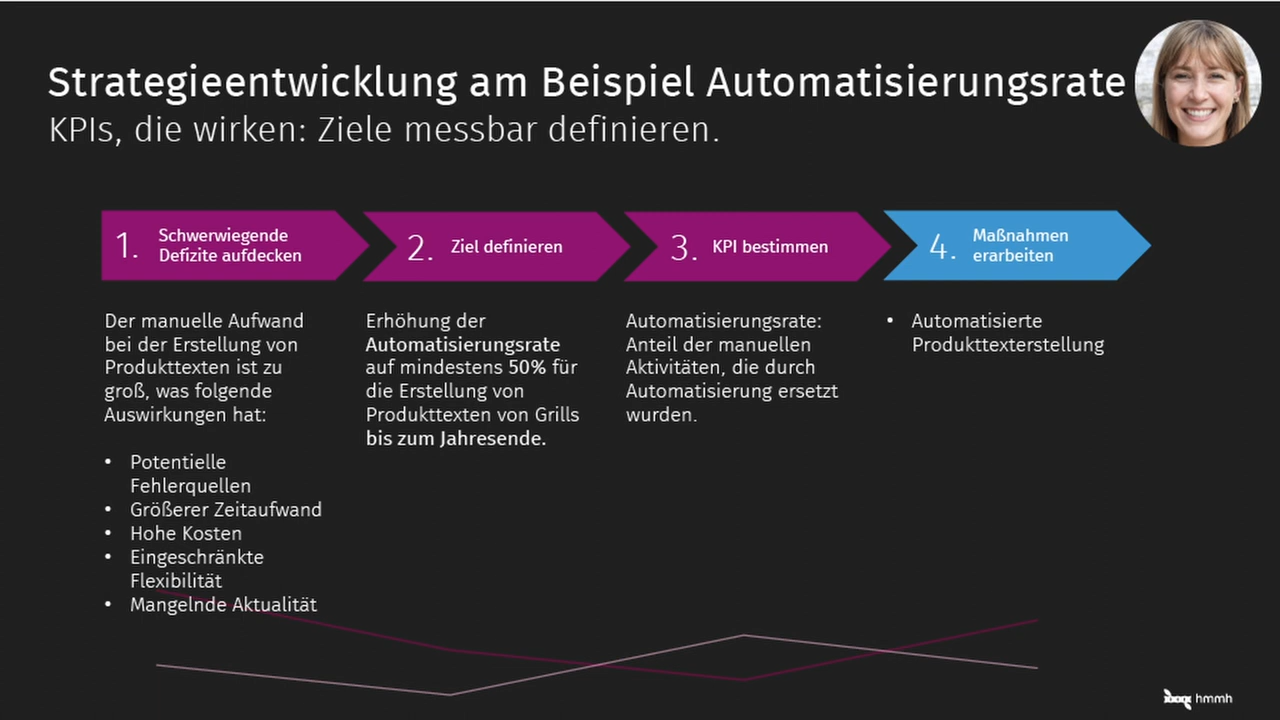 Strategieentwicklung am Beispiel Automatisierungsrate
KPIs, die wirken: Ziele messbar definieren.
1. Schwerwiegende
Defizite aufdecken
2. Ziel definieren
3. KPI bestimmen
4. Maßnahmen
erarbeiten
Der manuelle Aufwand
bei der Erstellung von
Produkttexten ist zu
groß, was folgende
Auswirkungen hat:
• Potentielle
Fehlerquellen
• Größerer Zeitaufwand
• Hohe Kosten
• Eingeschränkte
Flexibilität
• Mangelnde Aktualität
Erhöhung der
Automatisierungsrate
auf mindestens 50% für
die Erstellung von
Produkttexten von Grills
bis zum Jahresende.
Automatisierungsrate:
Anteil der manuellen
Aktivitäten, die durch
Automatisierung ersetzt
wurden.
• Automatisierte
Produkttexterstellung
hmmh